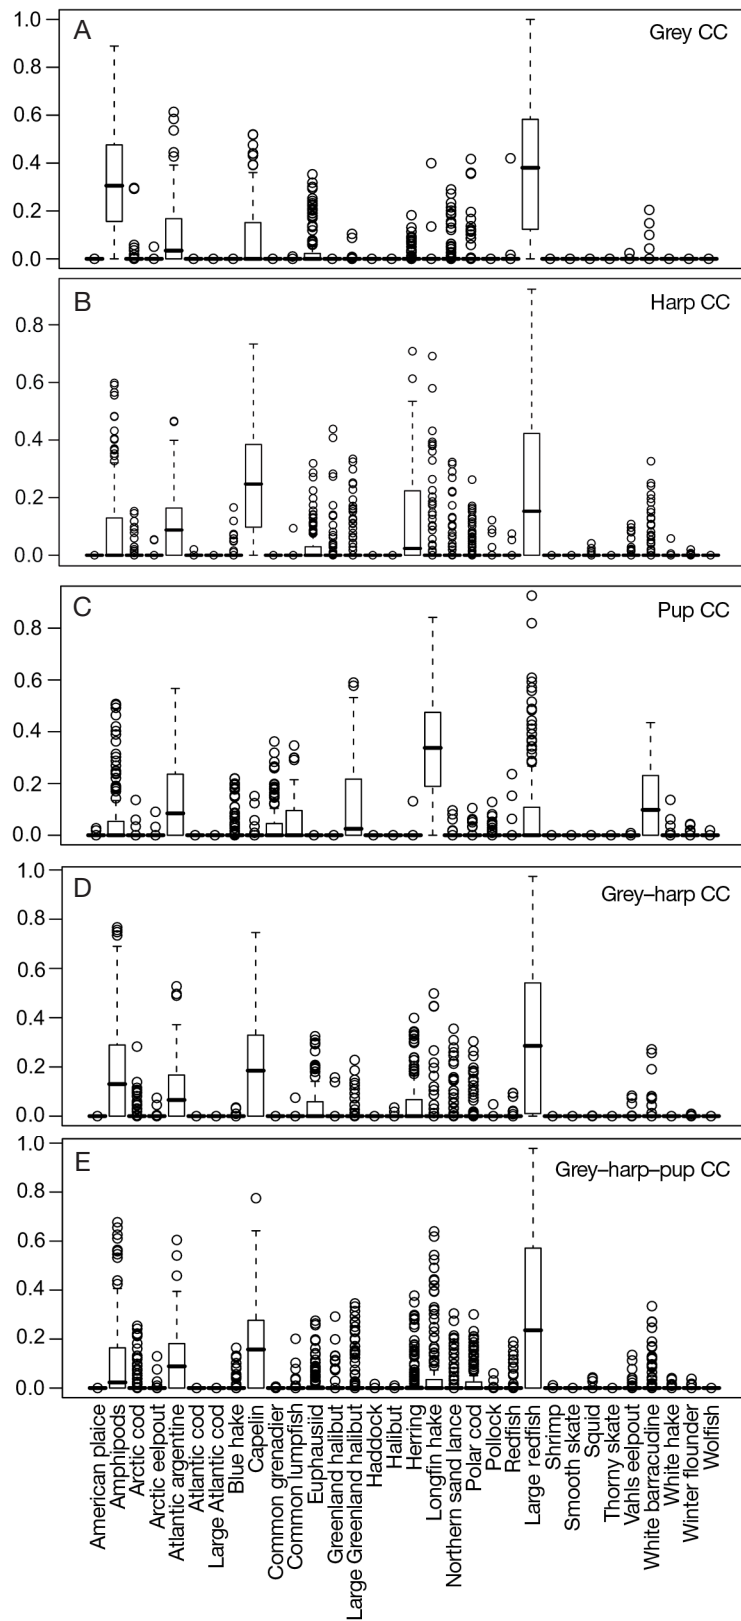 A
Grey CC
1.0
0.8
0.6
0.4
0.2
0.0
B
Harp CC
0.8
0.6
0.4
0.2
0.0
C
Pup CC
0.8
0.6
0.4
0.2
0.0
D
Grey–harp CC
1.0
0.8
0.6
0.4
0.2
0.0
E
Grey–harp–pup CC
1.0
0.8
0.6
0.4
0.2
0.0
American plaice
Amphipods
Arctic cod
Arctic eelpout
Atlantic argentine
Atlantic cod
Large Atlantic cod
Blue hake
Capelin
Common grenadier
Common lumpfish
Euphausiid
Greenland halibut
Large Greenland halibut
Haddock
Halibut
Herring
Longfin hake
Northern sand lance
Polar cod
Pollock
Redfish
Large redfish
Shrimp
Smooth skate
Squid
Thorny skate
Vahls eelpout
White barracudine
White hake
Winter flounder
Wolfish